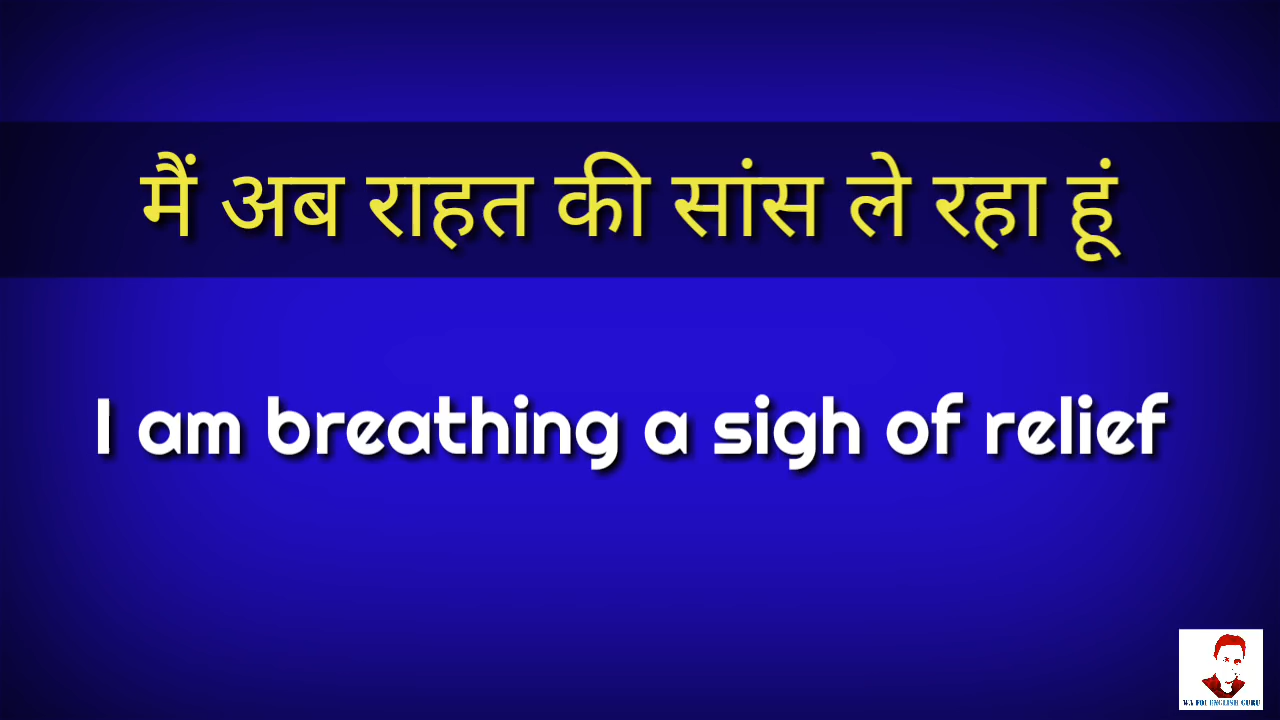 मैं अब राहत की सांस ले रहा हूं
I am breathing a sigh of relief